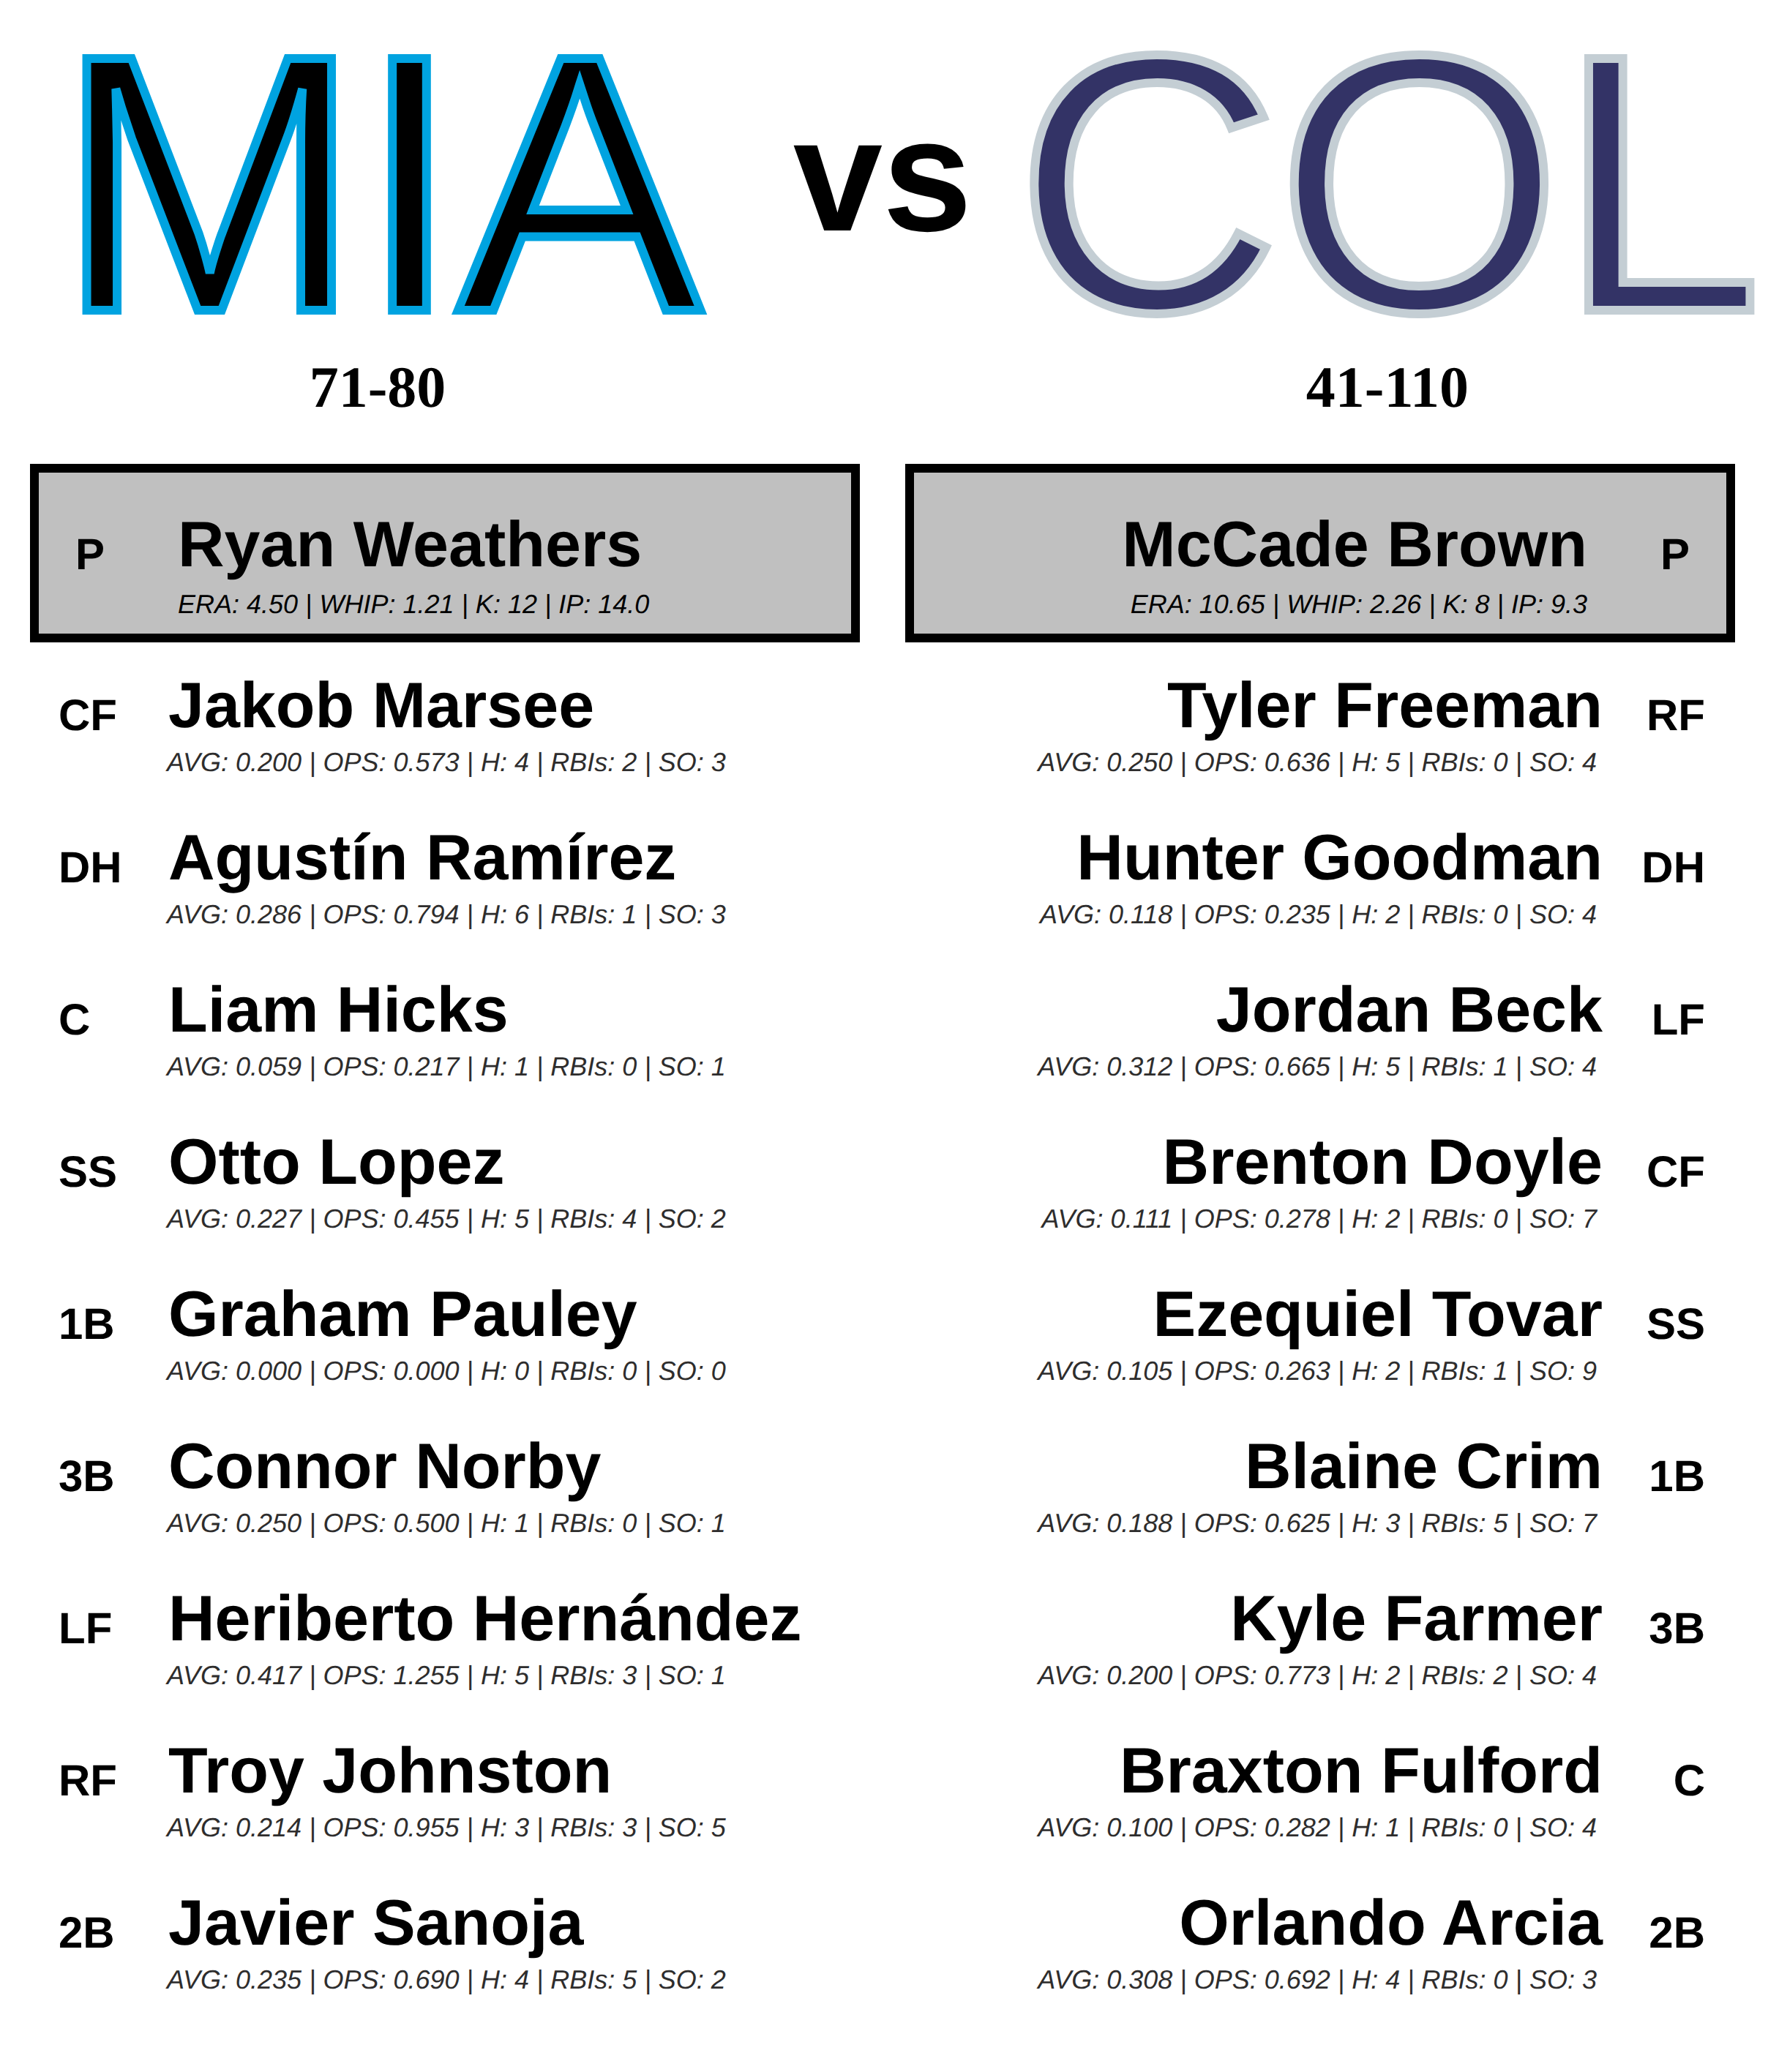 MIA vs COL
71-80 41-110
P Ryan Weathers
ERA: 4.50 | WHIP: 1.21 | K: 12 | IP: 14.0
McCade Brown P
ERA: 10.65 | WHIP: 2.26 | K: 8 | IP: 9.3
CF Jakob Marsee
AVG: 0.200 | OPS: 0.573 | H: 4 | RBIs: 2 | SO: 3
DH Agustín Ramírez
AVG: 0.286 | OPS: 0.794 | H: 6 | RBIs: 1 | SO: 3
C Liam Hicks
AVG: 0.059 | OPS: 0.217 | H: 1 | RBIs: 0 | SO: 1
SS Otto Lopez
AVG: 0.227 | OPS: 0.455 | H: 5 | RBIs: 4 | SO: 2
1B Graham Pauley
AVG: 0.000 | OPS: 0.000 | H: 0 | RBIs: 0 | SO: 0
3B Connor Norby
AVG: 0.250 | OPS: 0.500 | H: 1 | RBIs: 0 | SO: 1
LF Heriberto Hernández
AVG: 0.417 | OPS: 1.255 | H: 5 | RBIs: 3 | SO: 1
RF Troy Johnston
AVG: 0.214 | OPS: 0.955 | H: 3 | RBIs: 3 | SO: 5
2B Javier Sanoja
AVG: 0.235 | OPS: 0.690 | H: 4 | RBIs: 5 | SO: 2
Tyler Freeman RF
AVG: 0.250 | OPS: 0.636 | H: 5 | RBIs: 0 | SO: 4
Hunter Goodman DH
AVG: 0.118 | OPS: 0.235 | H: 2 | RBIs: 0 | SO: 4
Jordan Beck LF
AVG: 0.312 | OPS: 0.665 | H: 5 | RBIs: 1 | SO: 4
Brenton Doyle CF
AVG: 0.111 | OPS: 0.278 | H: 2 | RBIs: 0 | SO: 7
Ezequiel Tovar SS
AVG: 0.105 | OPS: 0.263 | H: 2 | RBIs: 1 | SO: 9
Blaine Crim 1B
AVG: 0.188 | OPS: 0.625 | H: 3 | RBIs: 5 | SO: 7
Kyle Farmer 3B
AVG: 0.200 | OPS: 0.773 | H: 2 | RBIs: 2 | SO: 4
Braxton Fulford C
AVG: 0.100 | OPS: 0.282 | H: 1 | RBIs: 0 | SO: 4
Orlando Arcia 2B
AVG: 0.308 | OPS: 0.692 | H: 4 | RBIs: 0 | SO: 3